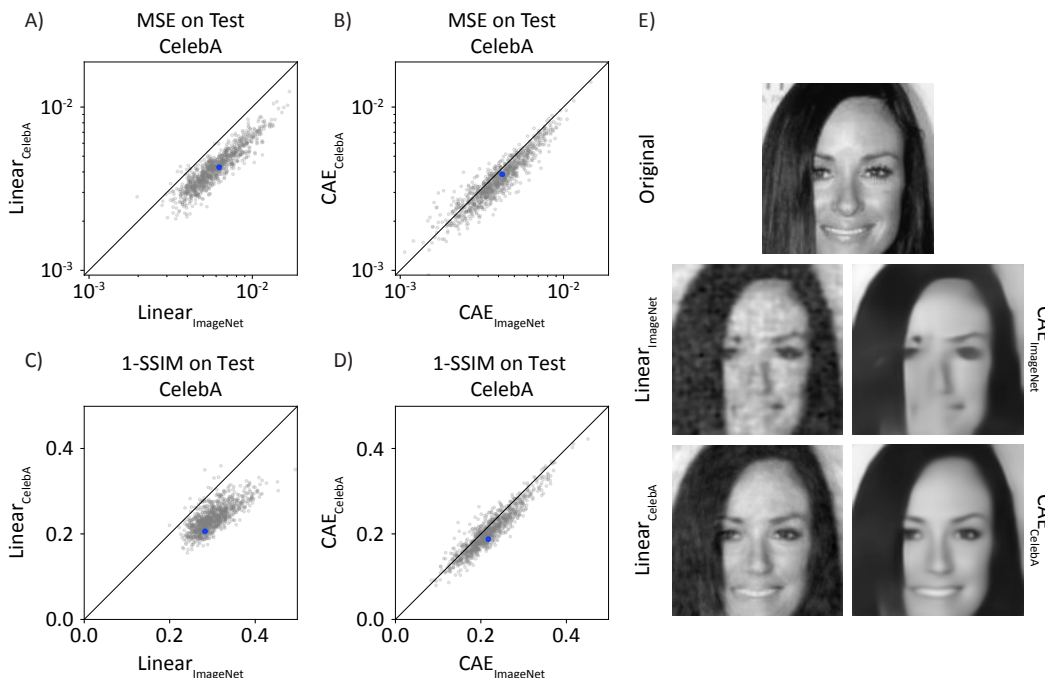 A)
MSE on Test
CelebA
Linear_CelebA
10^-2
10^-3
10^-3
10^-2
Linear_ImageNet
B)
MSE on Test
CelebA
CAE_CelebA
10^-2
10^-3
10^-3
10^-2
CAE_ImageNet
C)
1-SSIM on Test
CelebA
Linear_CelebA
0.4
0.2
0.0
0.0
0.2
0.4
Linear_ImageNet
D)
1-SSIM on Test
CelebA
CAE_CelebA
0.4
0.2
0.0
0.0
0.2
0.4
CAE_ImageNet
E)
Original
Linear_ImageNet
CAE_ImageNet
Linear_CelebA
CAE_CelebA